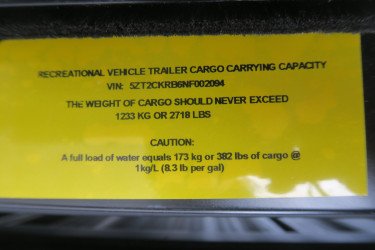 RECREATIONAL VEHICLE TRAILER CARGO CARRYING CAPACITY
VIN: 5ZT2CKRB6NF002094
THE WEIGHT OF CARGO SHOULD NEVER EXCEED
1233 KG OR 2718 LBS
CAUTION:
A full load of water equals 173 kg or 382 lbs of cargo @
1kg/L (8.3 lb per gal)